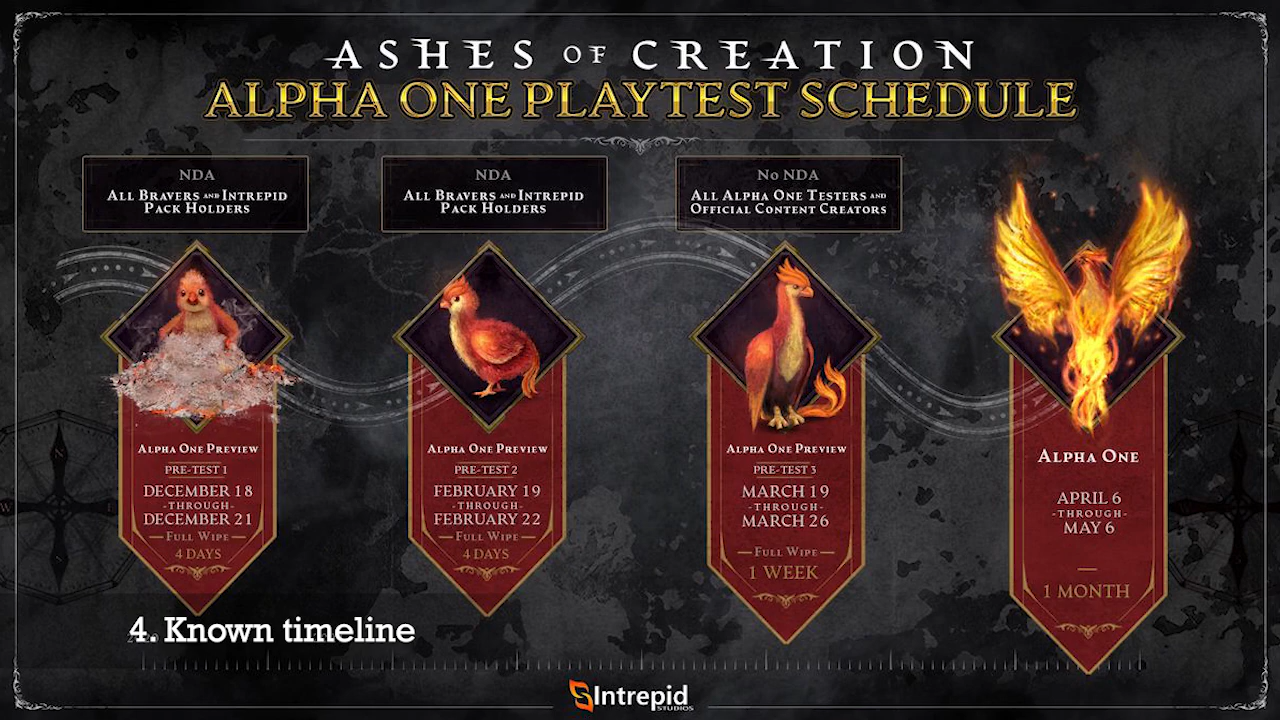 ASHES OF CREATION
ALPHA ONE PLAYTEST SCHEDULE
NDA
ALL BRAVERS AND INTREPID
PACK HOLDERS
NDA
ALL BRAVERS AND INTREPID
PACK HOLDERS
No NDA
ALL ALPHA ONE TESTERS AND
OFFICIAL CONTENT CREATORS
ALPHA ONE PREVIEW
PRE-TEST 1
DECEMBER 18
-THROUGH-
DECEMBER 21
— FULL WIPE —
4 DAYS
ALPHA ONE PREVIEW
PRE-TEST 2
FEBRUARY 19
-THROUGH-
FEBRUARY 22
— FULL WIPE —
4 DAYS
ALPHA ONE PREVIEW
PRE-TEST 3
MARCH 19
-THROUGH-
MARCH 26
— FULL WIPE —
1 WEEK
ALPHA ONE
APRIL 6
-THROUGH-
MAY 6
—
1 MONTH
4. Known timeline
Intrepid
STUDIOS